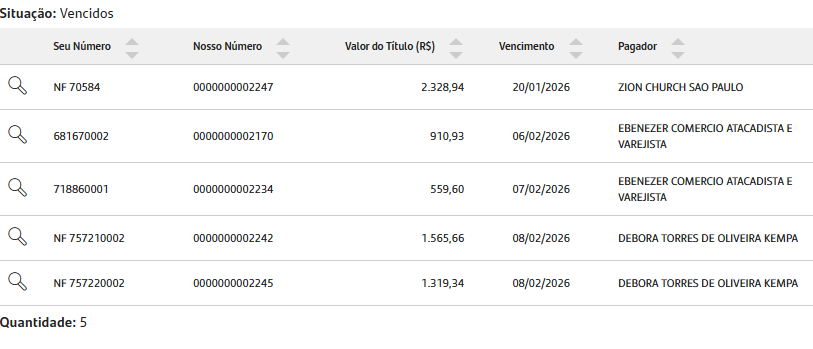 Situação: Vencidos
Seu Número Nosso Número Valor do Título (R$) Vencimento Pagador
NF 70584 0000000002247 2.328,94 20/01/2026 ZION CHURCH SAO PAULO
681670002 0000000002170 910,93 06/02/2026 EBENEZER COMERCIO ATACADISTA E
VAREJISTA
718860001 0000000002234 559,60 07/02/2026 EBENEZER COMERCIO ATACADISTA E
VAREJISTA
NF 757210002 0000000002242 1.565,66 08/02/2026 DEBORA TORRES DE OLIVEIRA KEMPA
NF 757220002 0000000002245 1.319,34 08/02/2026 DEBORA TORRES DE OLIVEIRA KEMPA
Quantidade: 5